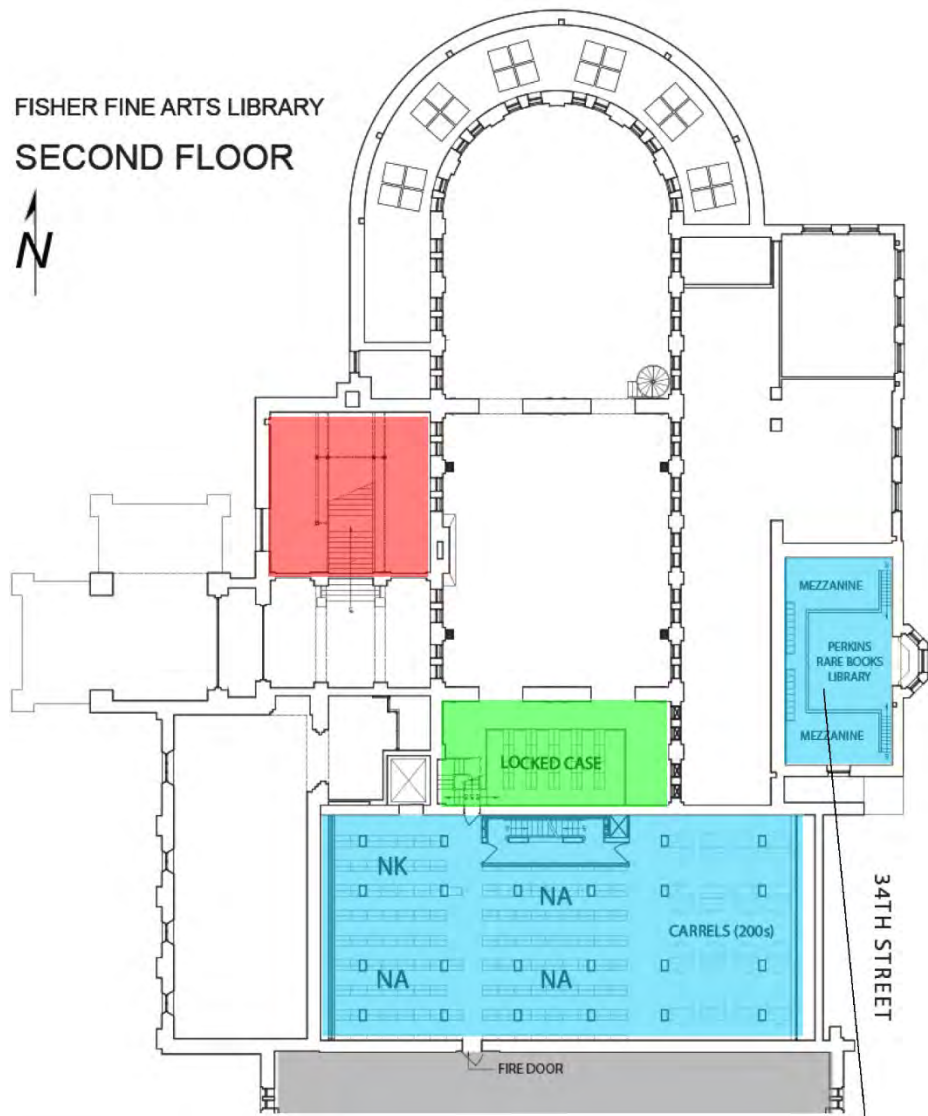 FISHER FINE ARTS LIBRARY
SECOND FLOOR
N
MEZZANINE
PERKINS
RARE BOOKS
LIBRARY
MEZZANINE
LOCKED CASE
34TH STREET
NK
NA
CARRELS (200s)
NA
NA
FIRE DOOR